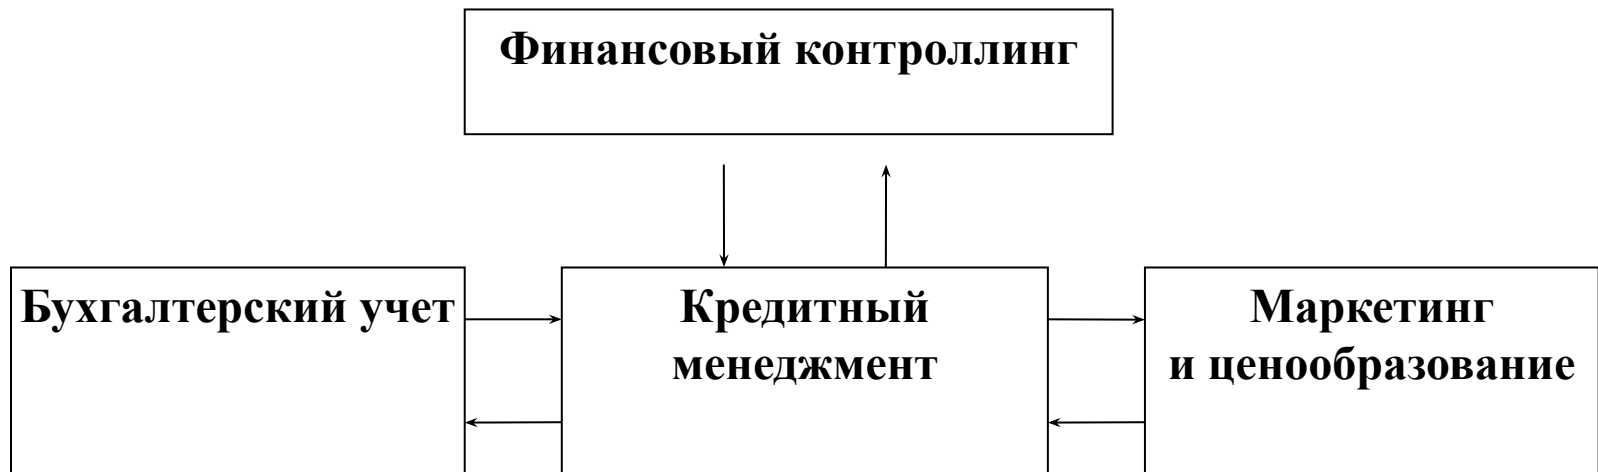 Финансовый контроллинг
Бухгалтерский учет
Кредитный
менеджмент
Маркетинг
и ценообразование